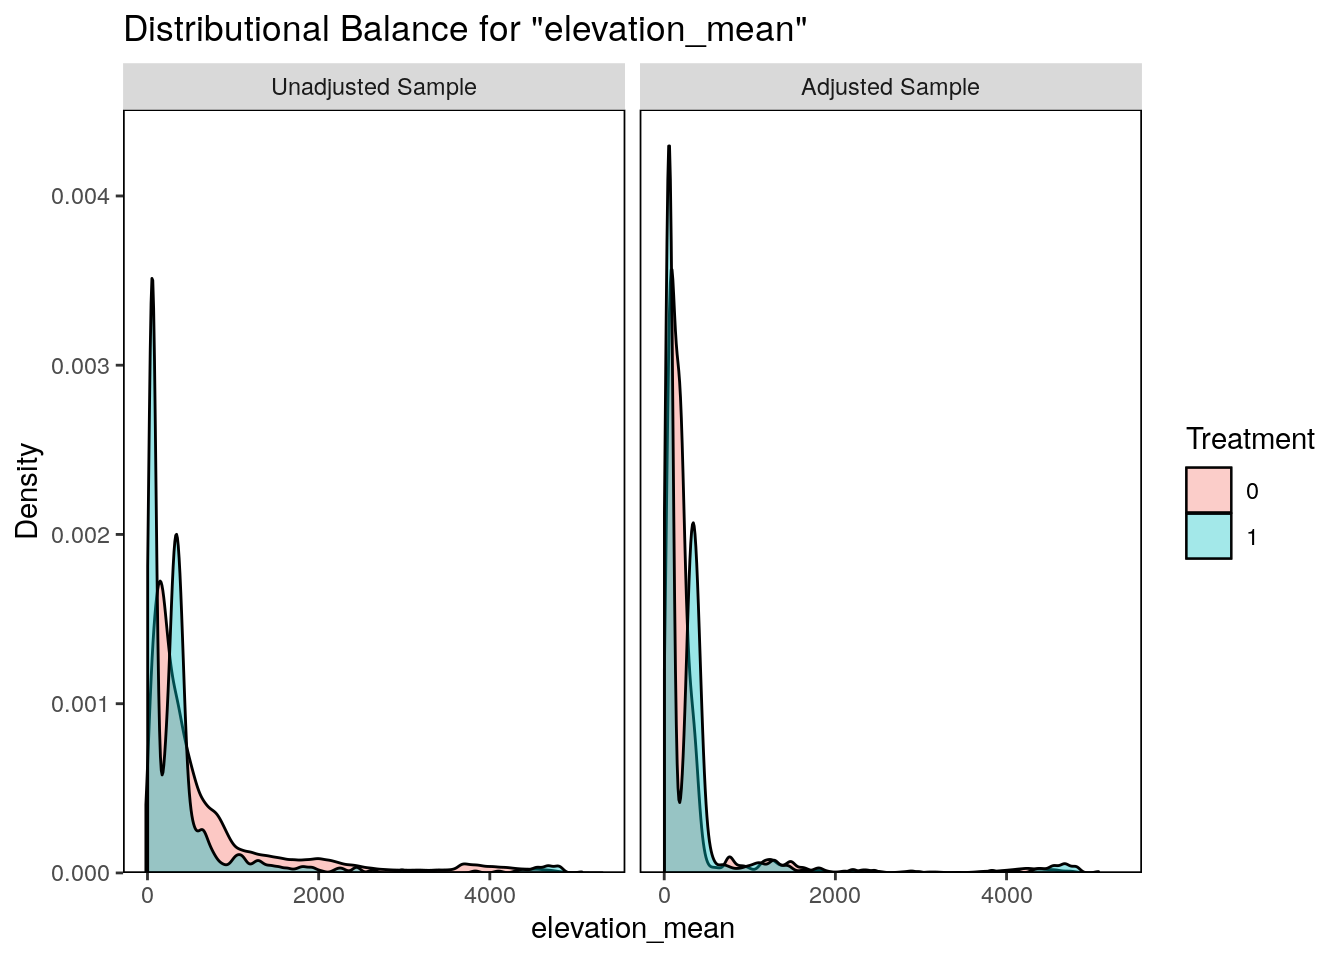 Distributional Balance for "elevation_mean"
Unadjusted Sample
Adjusted Sample
0.004
0.003
0.002
0.001
0.000
Density
0 2000 4000
0 2000 4000
elevation_mean
Treatment
0
1